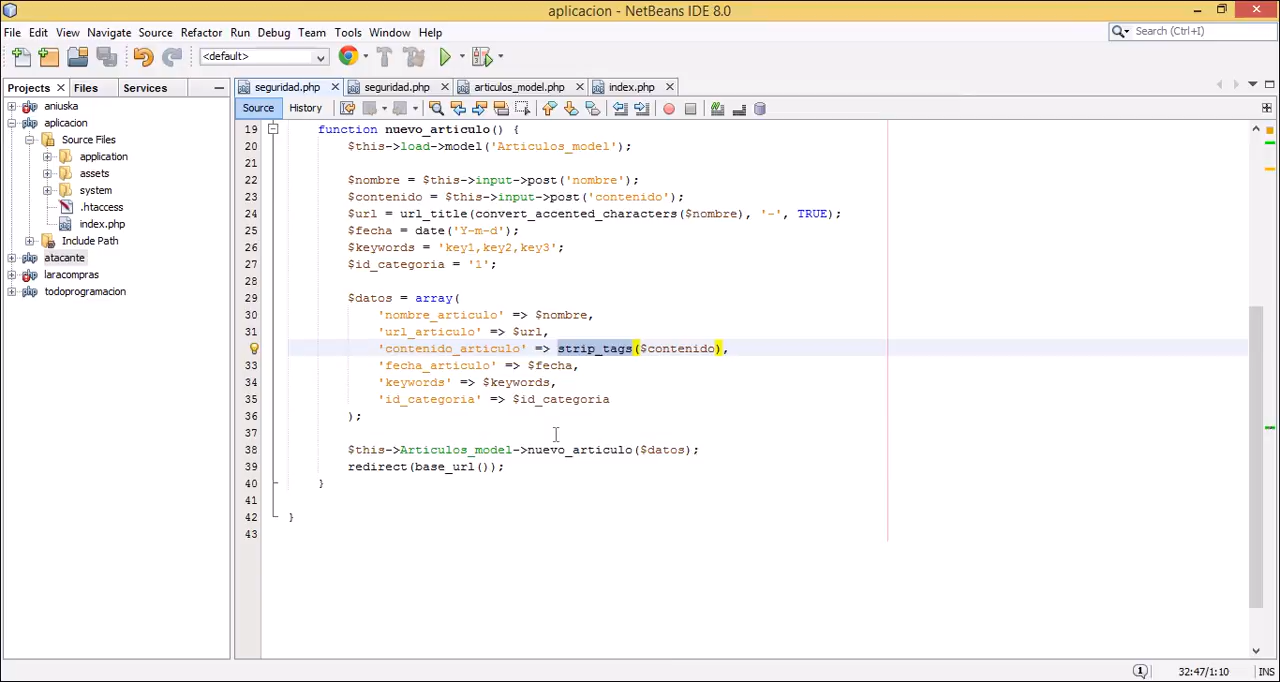 aplicacion - NetBeans IDE 8.0
File Edit View Navigate Source Refactor Run Debug Team Tools Window Help
Search (Ctrl+I)
<default>
Projects Files Services
seguridad.php seguridad.php articulos_model.php index.php
Source History
aniuska
aplicacion
Source Files
application
assets
system
.htaccess
index.php
Include Path
atacante
laracompras
todoprogramacion
19 function nuevo_articulo() {
20 $this->load->model('Articulos_model');
21
22 $nombre = $this->input->post('nombre');
23 $contenido = $this->input->post('contenido');
24 $url = url_title(convert_accented_characters($nombre), '-', TRUE);
25 $fecha = date('Y-m-d');
26 $keywords = 'key1,key2,key3';
27 $id_categoria = '1';
28
29 $datos = array(
30 'nombre_articulo' => $nombre,
31 'url_articulo' => $url,
'contenido_articulo' => strip_tags($contenido),
33 'fecha_articulo' => $fecha,
34 'keywords' => $keywords,
35 'id_categoria' => $id_categoria
36 );
37
38 $this->Articulos_model->nuevo_articulo($datos);
39 redirect(base_url());
40 }
41
42 }
43
1 32:47/1:10 INS